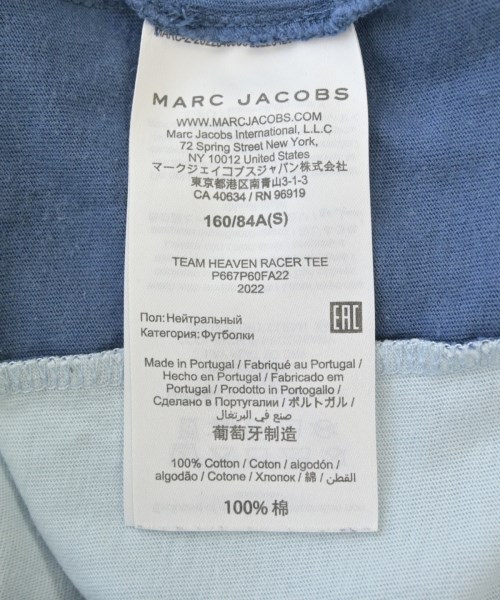 MARC JACOBS
WWW.MARCJACOBS.COM
Marc Jacobs International, L.L.C
72 Spring Street New York,
NY 10012 United States
マークジェイコブスジャパン株式会社
東京都港区南青山3-1-3
CA 40634 / RN 96919
160/84A(S)
TEAM HEAVEN RACER TEE
P667P60FA22
2022
Пол: Нейтральный
Категория: Футболки
EAC
Made in Portugal / Fabriqué au Portugal /
Hecho en Portugal / Fabricado em
Portugal / Prodotto in Portogallo /
Сделано в Португалии / ポルトガル /
صنع في البرتغال
葡萄牙制造
100% Cotton / Coton / algodón /
algodão / Cotone / Хлопок / 綿 / القطن /
100% 棉